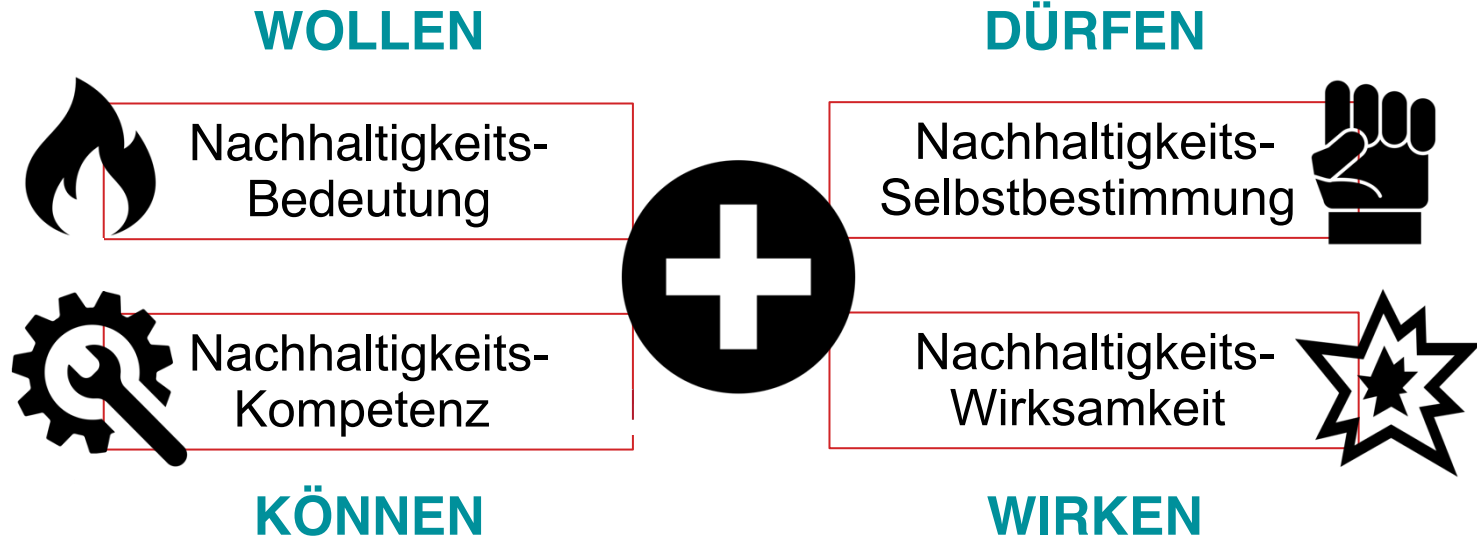 WOLLEN
Nachhaltigkeits-
Bedeutung
DÜRFEN
Nachhaltigkeits-
Selbstbestimmung
Nachhaltigkeits-
Kompetenz
KÖNNEN
Nachhaltigkeits-
Wirksamkeit
WIRKEN